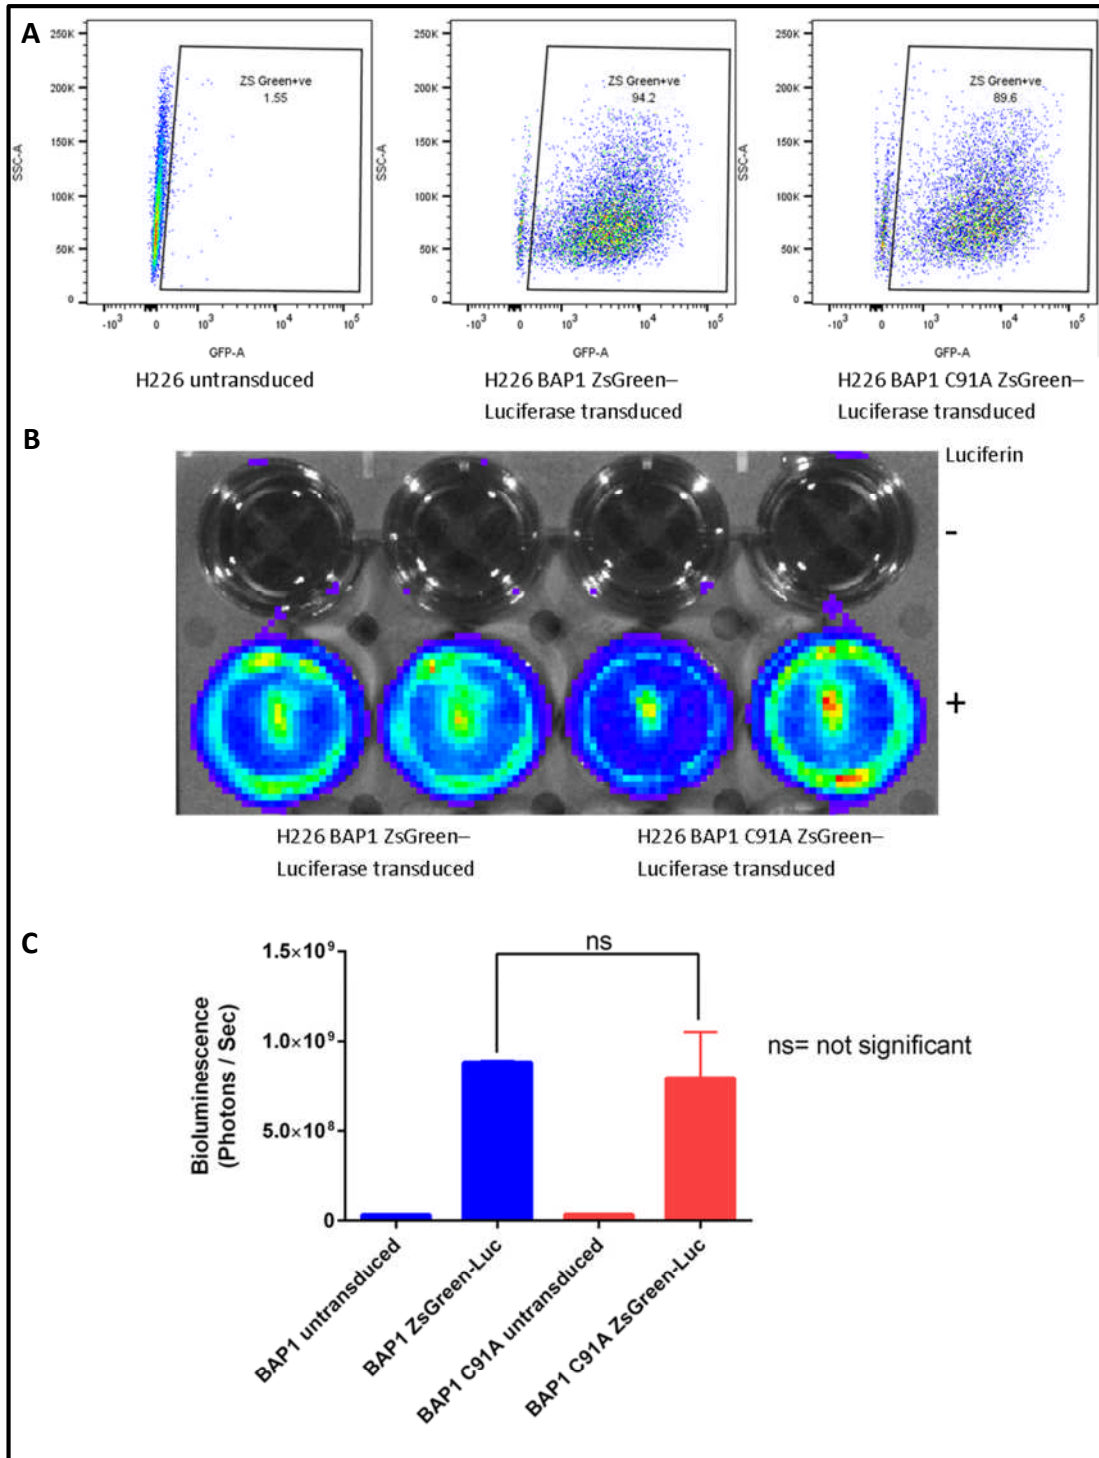 A
250K
200K
150K
100K
50K
0
SSC-A
ZS Green+ve
1.55
-10³ 0 10³ 10⁴ 10⁵
GFP-A
H226 untransduced
250K
200K
150K
100K
50K
0
SSC-A
ZS Green+ve
94.2
-10³ 0 10³ 10⁴ 10⁵
GFP-A
H226 BAP1 ZsGreen–
Luciferase transduced
250K
200K
150K
100K
50K
0
SSC-A
ZS Green+ve
89.6
-10³ 0 10³ 10⁴ 10⁵
GFP-A
H226 BAP1 C91A ZsGreen–
Luciferase transduced
B
Luciferin
-
+
H226 BAP1 ZsGreen–
Luciferase transduced
H226 BAP1 C91A ZsGreen–
Luciferase transduced
C
Bioluminescence
(Photons / Sec)
1.5×10⁹
1.0×10⁹
5.0×10⁸
0
ns
ns= not significant
BAP1 untransduced
BAP1 ZsGreen-Luc
BAP1 C91A untransduced
BAP1 C91A ZsGreen-Luc